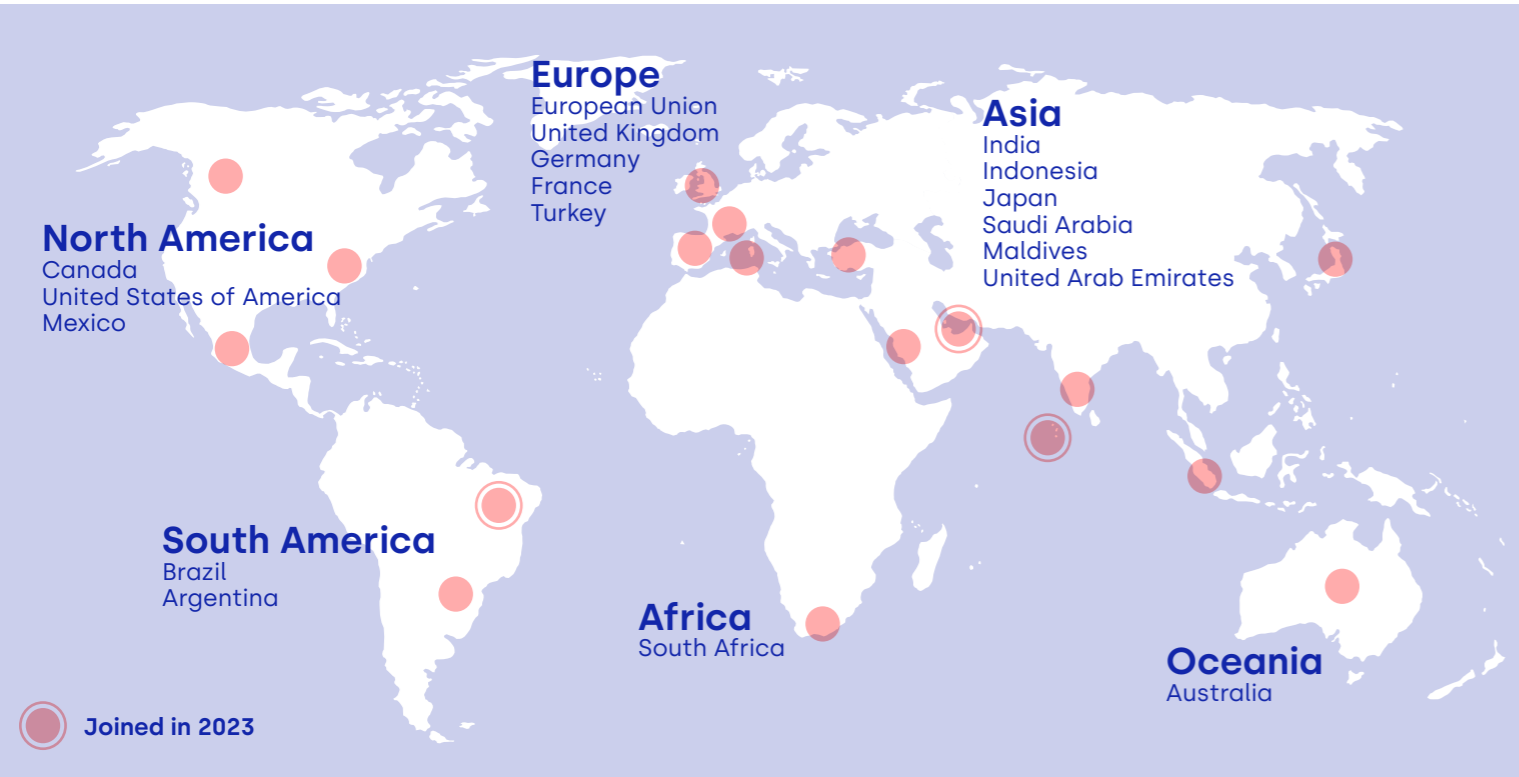 Europe
European Union
United Kingdom
Germany
France
Turkey
Asia
India
Indonesia
Japan
Saudi Arabia
Maldives
United Arab Emirates
North America
Canada
United States of America
Mexico
South America
Brazil
Argentina
Africa
South Africa
Oceania
Australia
Joined in 2023